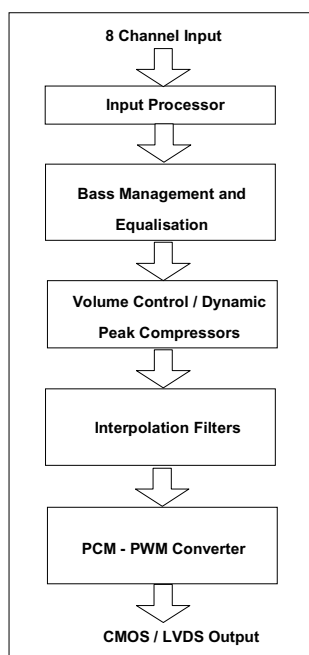 8 Channel Input
Input Processor
Bass Management and
Equalisation
Volume Control / Dynamic
Peak Compressors
Interpolation Filters
PCM - PWM Converter
CMOS / LVDS Output